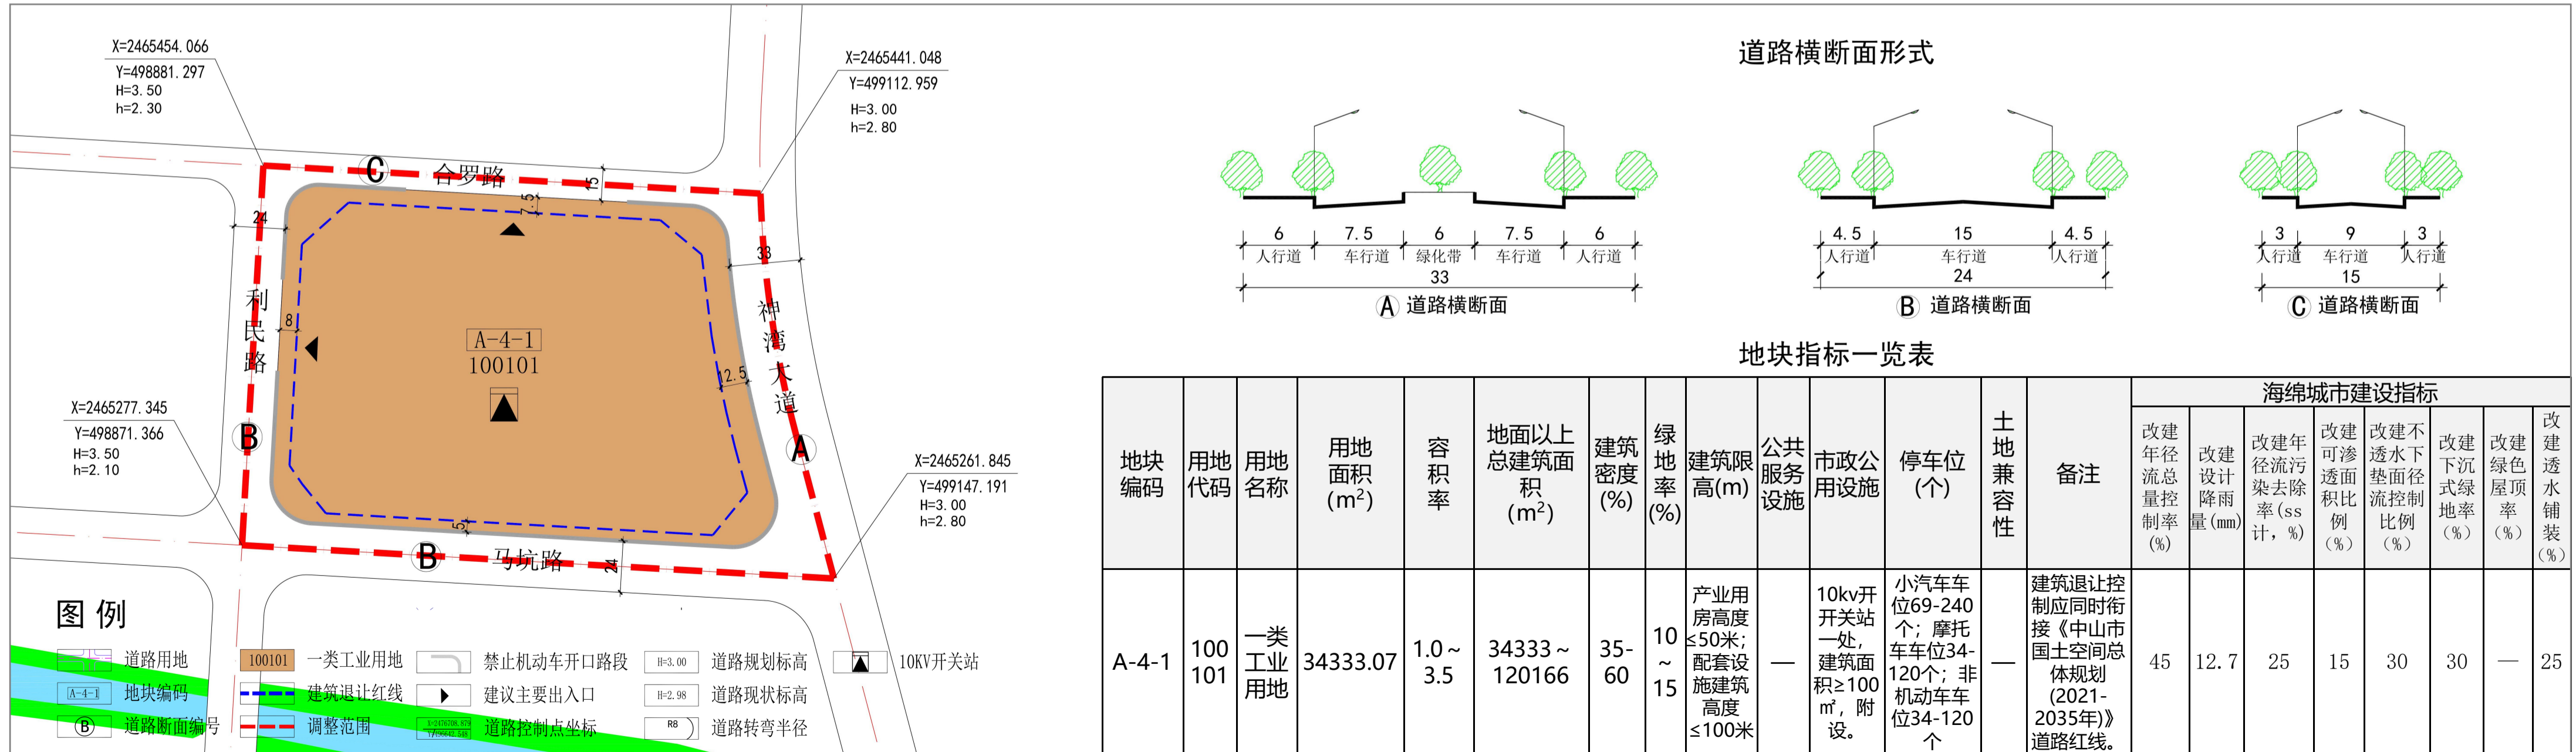 X=2465454.066
Y=498881.297
H=3.50
h=2.30
X=2465441.048
Y=499112.959
H=3.00
h=2.80
C
合罗路
15
7.5
24
33
利民路
8
神湾大道
A-4-1
100101
12.5
X=2465277.345
Y=498871.366
H=3.50
h=2.10
B
A
X=2465261.845
Y=499147.191
H=3.00
h=2.80
5
B
马坑路
24
图例
道路用地
100101
一类工业用地
禁止机动车开口路段
H=3.00
道路规划标高
10KV开关站
A-4-1
地块编码
建筑退让红线
建议主要出入口
H=2.98
道路现状标高
B
道路断面编号
调整范围
道路控制点坐标
R8
道路转弯半径
道路横断面形式
6
7.5
6
7.5
6
人行道
车行道
绿化带
车行道
人行道
33
A 道路横断面
4.5
15
4.5
人行道
车行道
人行道
24
B 道路横断面
3
9
3
人行道
车行道
人行道
15
C 道路横断面
地块指标一览表
地块
编码
用地
代码
用地
名称
用地
面积
(m²)
容
积
率
地面以上
总建筑面
积
(m²)
建筑
密度
(%)
绿
地
率
(%)
建筑限
高(m)
公共
服务
设施
市政公
用设施
停车位
(个)
土
地
兼
容
性
备注
海绵城市建设指标
改建
年径
流总
量控
制率
(%)
改建
设计
降雨
量(mm)
改建年
径流污
染去除
率(ss
计，%)
改建
可渗
透面
积比
例
(%)
改建不
透水下
垫面径
流控制
比例
(%)
改建
下沉
式绿
地率
(%)
改建
绿色
屋顶
率
(%)
改
建
透
水
铺
装
(%)
A-4-1
100
101
一类
工业
用地
34333.07
1.0～
3.5
34333～
120166
35-
60
10
～
15
产业用
房高度
≤50米；
配套设
施建筑
高度
≤100米
—
10kv开
开关站
一处，
建筑面
积≥100
㎡，附
设。
小汽车车
位69-240
个；摩托
车车位34-
120个；非
机动车车
位34-120
个
—
建筑退让控
制应同时衔
接《中山市
国土空间总
体规划
(2021-
2035年)》
道路红线。
45
12.7
25
15
30
30
—
25